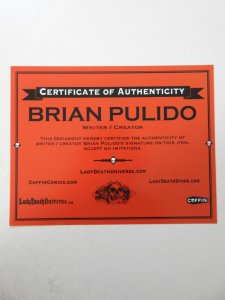 CERTIFICATE OF AUTHENTICITY
BRIAN PULIDO
WRITER / CREATOR
THIS DOCUMENT HEREBY CERTIFIES THE AUTHENTICITY OF
WRITER / CREATOR BRIAN PULIDO'S SIGNATURE ON THIS ITEM.
ACCEPT NO IMITATIONS.
LADYDEATHUNIVERSE.COM
COFFINCOMICS.COM
LADYDEATHSTORE.COM
LadyDeathUniverse.com
COFFIN